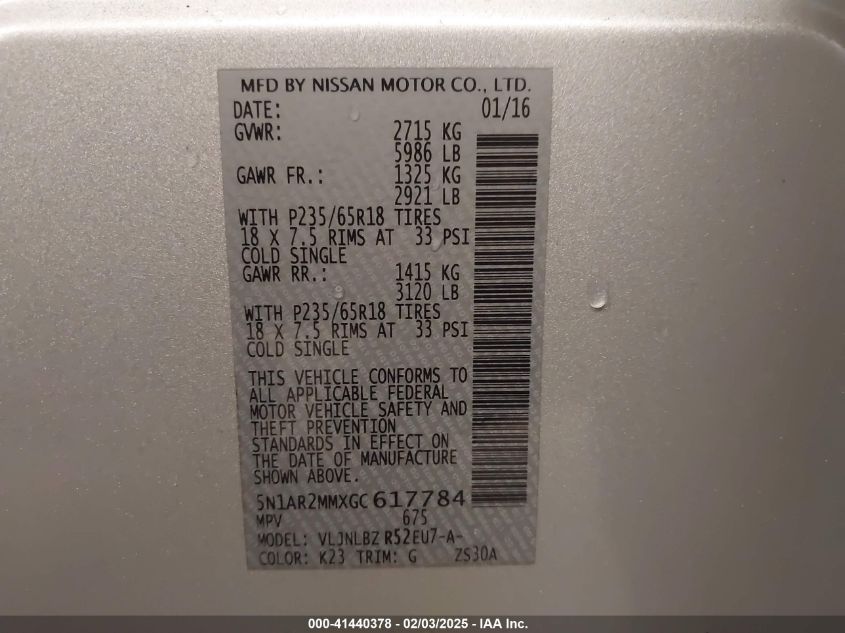 MFD BY NISSAN MOTOR CO., LTD.
DATE: 01/16
GVWR: 2715 KG
5986 LB
GAWR FR.: 1325 KG
2921 LB
WITH P235/65R18 TIRES
18 X 7.5 RIMS AT 33 PSI
COLD SINGLE
GAWR RR.: 1415 KG
3120 LB
WITH P235/65R18 TIRES
18 X 7.5 RIMS AT 33 PSI
COLD SINGLE
THIS VEHICLE CONFORMS TO
ALL APPLICABLE FEDERAL
MOTOR VEHICLE SAFETY AND
THEFT PREVENTION
STANDARDS IN EFFECT ON
THE DATE OF MANUFACTURE
SHOWN ABOVE.
5N1AR2MMXGC617784
MPV 675
MODEL: VLJNLBZ R52EU7-A-
COLOR: K23 TRIM: G ZS30A
000-41440378 - 02/03/2025 - IAA Inc.